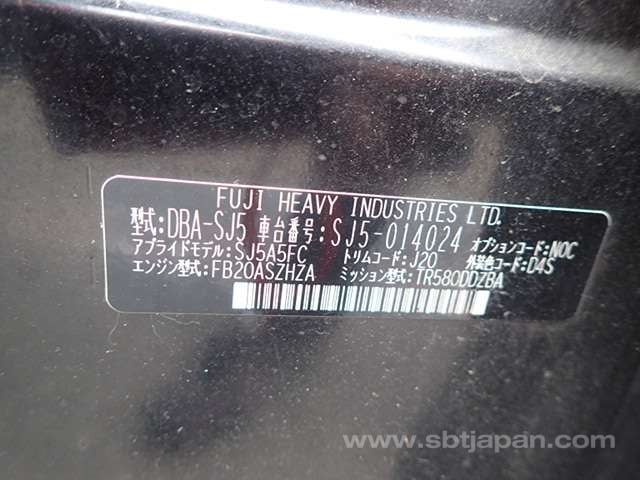 FUJI HEAVY INDUSTRIES LTD.
型式:DBA-SJ5 車台番号:SJ5-014024 オプションコード:NOC
アプライドモデル:SJ5A5FC トリムコード:J20 外装色コード:D4S
エンジン型式:FB20ASZHZA ミッション型式:TR580DDZBA
www.sbtjapan.com